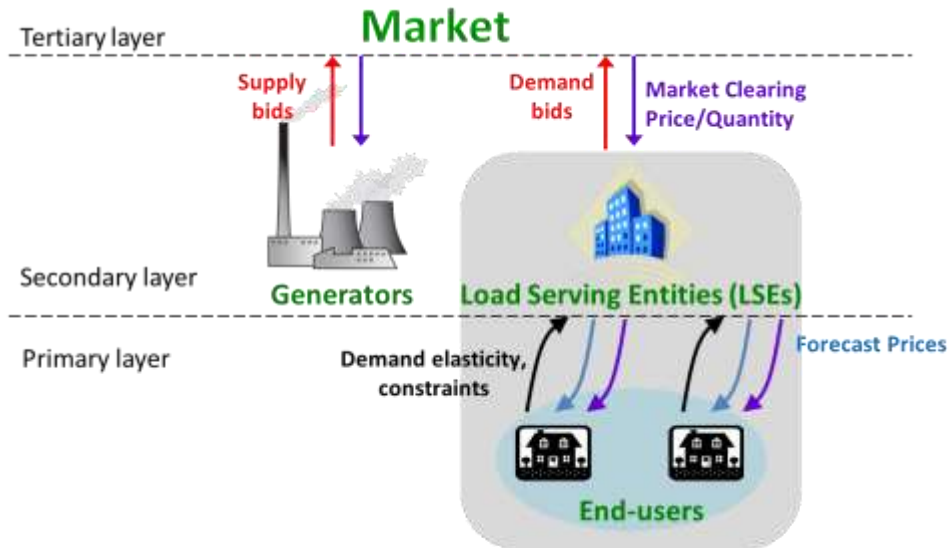 Market
Tertiary layer
Supply
bids
Demand
bids
Market Clearing
Price/Quantity
Secondary layer
Generators
Load Serving Entities (LSEs)
Primary layer
Demand elasticity,
constraints
Forecast Prices
End-users